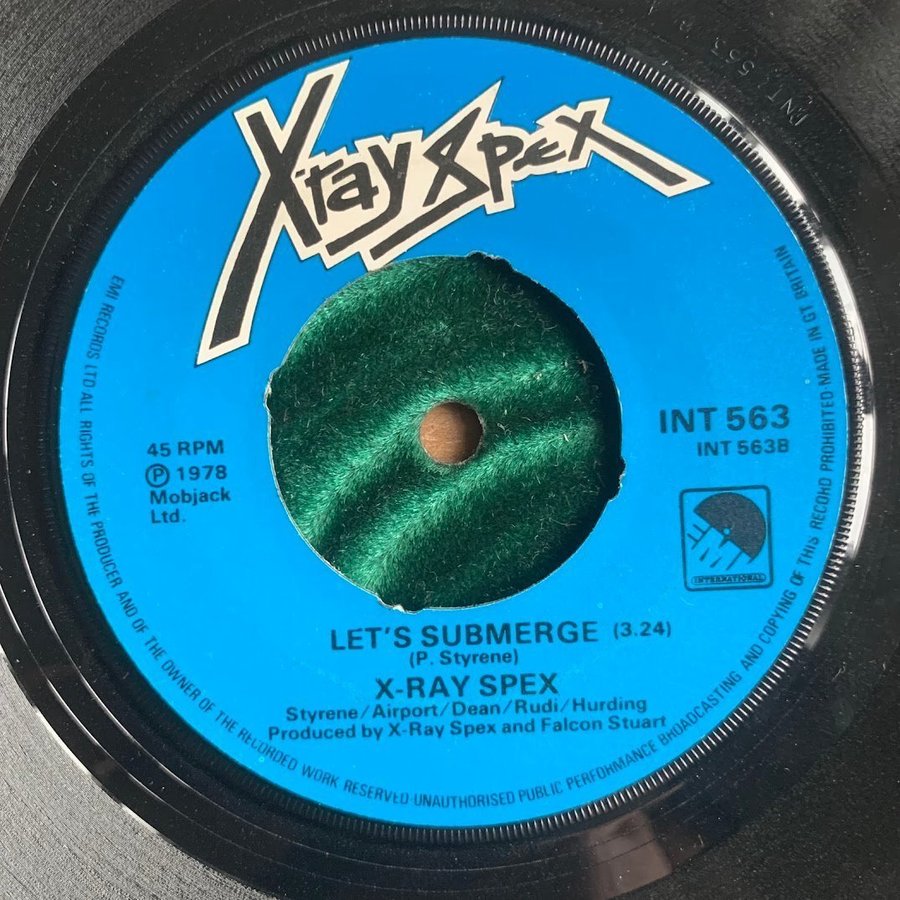 X-ray Spex
45 RPM
Ⓟ 1978
Mobjack
Ltd.
INT 563
INT 563B
INTERNATIONAL
LET'S SUBMERGE (3.24)
(P. Styrene)
X-RAY SPEX
Styrene/Airport/Dean/Rudi/Hurding
Produced by X-Ray Spex and Falcon Stuart
EMI RECORDS LTD ALL RIGHTS OF THE PRODUCER AND OF THE OWNER OF THE RECORDED WORK RESERVED UNAUTHORISED PUBLIC PERFORMANCE BROADCASTING AND COPYING OF THIS RECORD PROHIBITED MADE IN GT BRITAIN